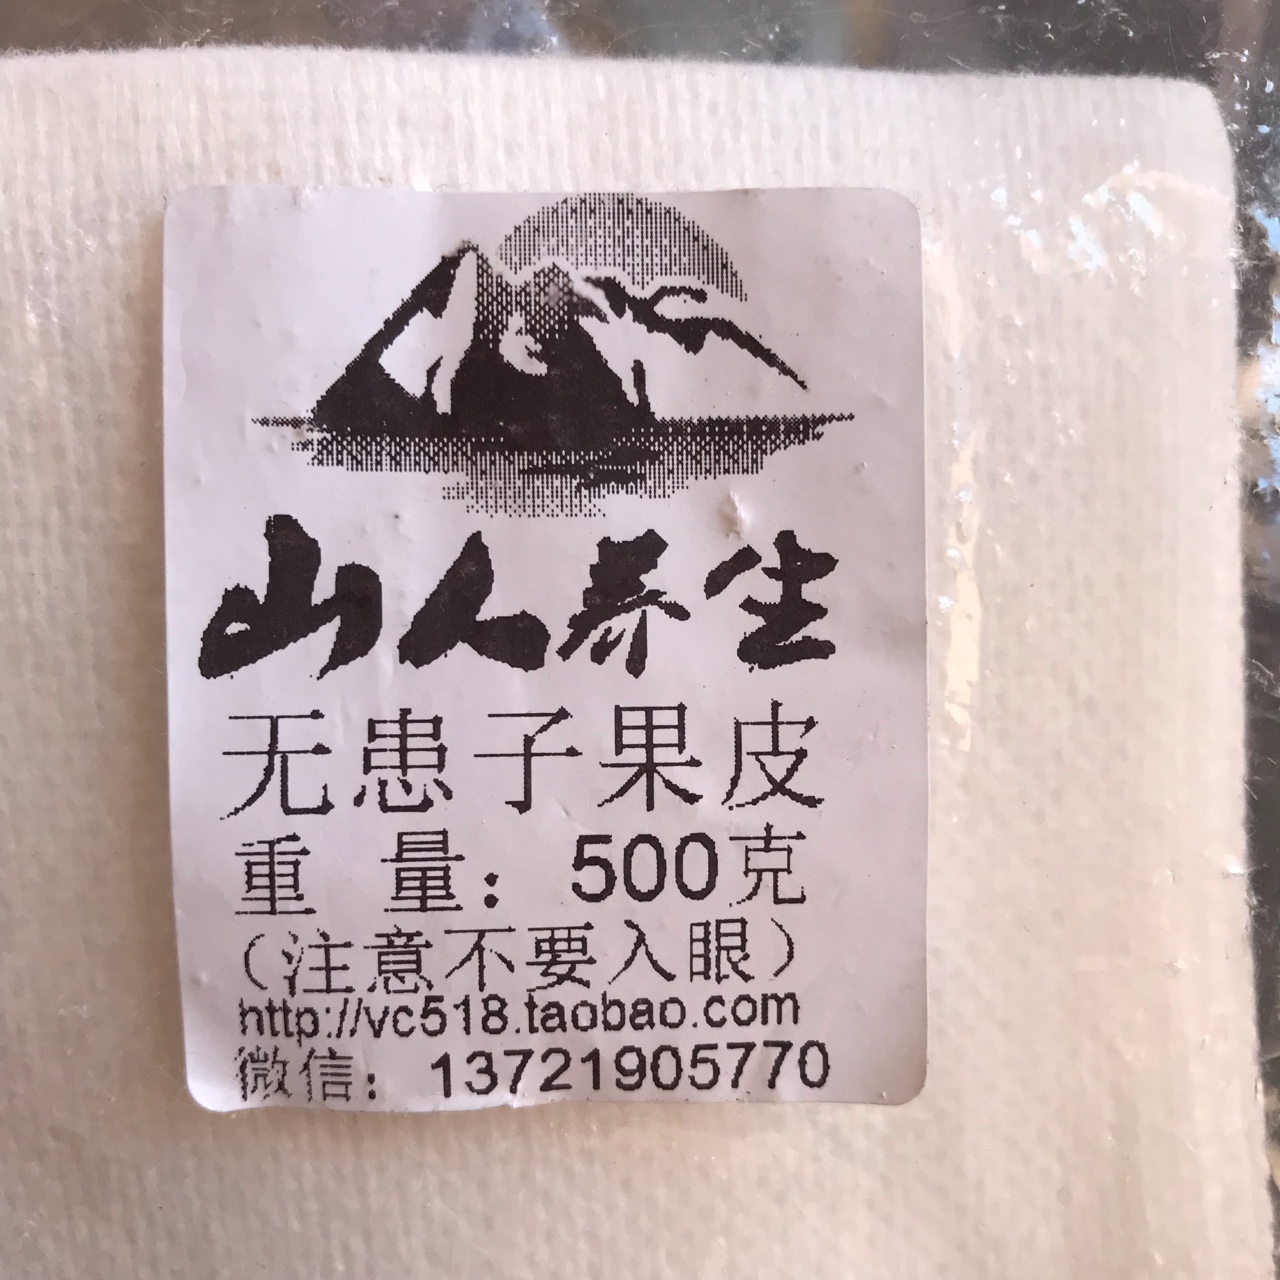 山人养生
无患子果皮
重 量：500克
（注意不要入眼）
http://vc518.taobao.com
微信：13721905770